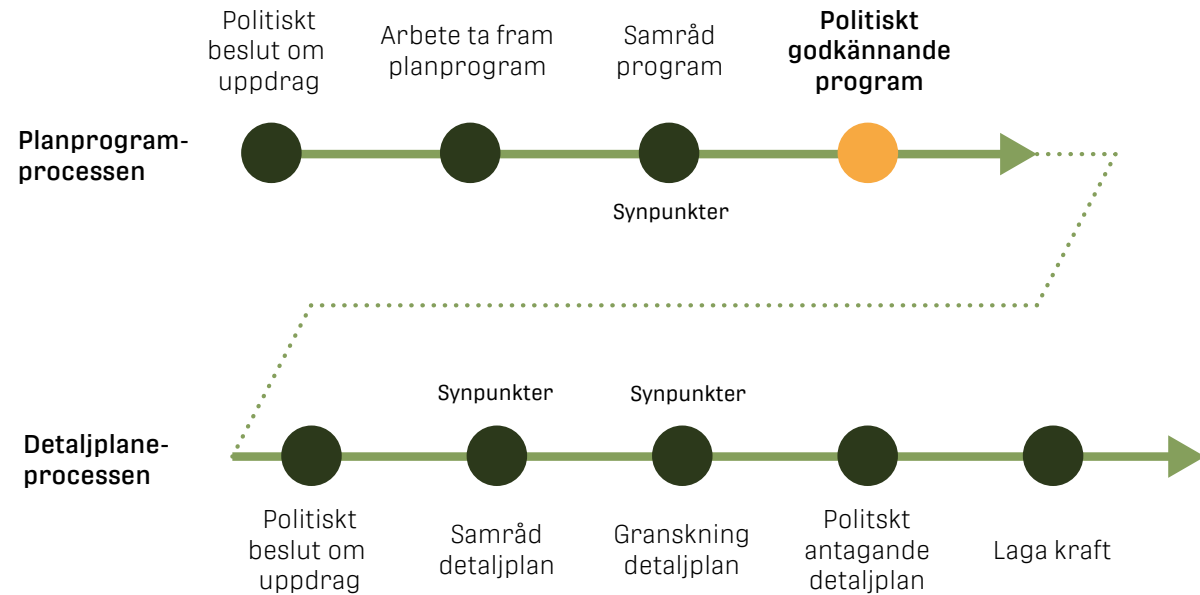 Politiskt
beslut om
uppdrag
Arbete ta fram
planprogram
Samråd
program
Politiskt
godkännande
program
Planprogram-
processen
Synpunkter
Synpunkter
Synpunkter
Detaljplane-
processen
Politiskt
beslut om
uppdrag
Samråd
detaljplan
Granskning
detaljplan
Politskt
antagande
detaljplan
Laga kraft